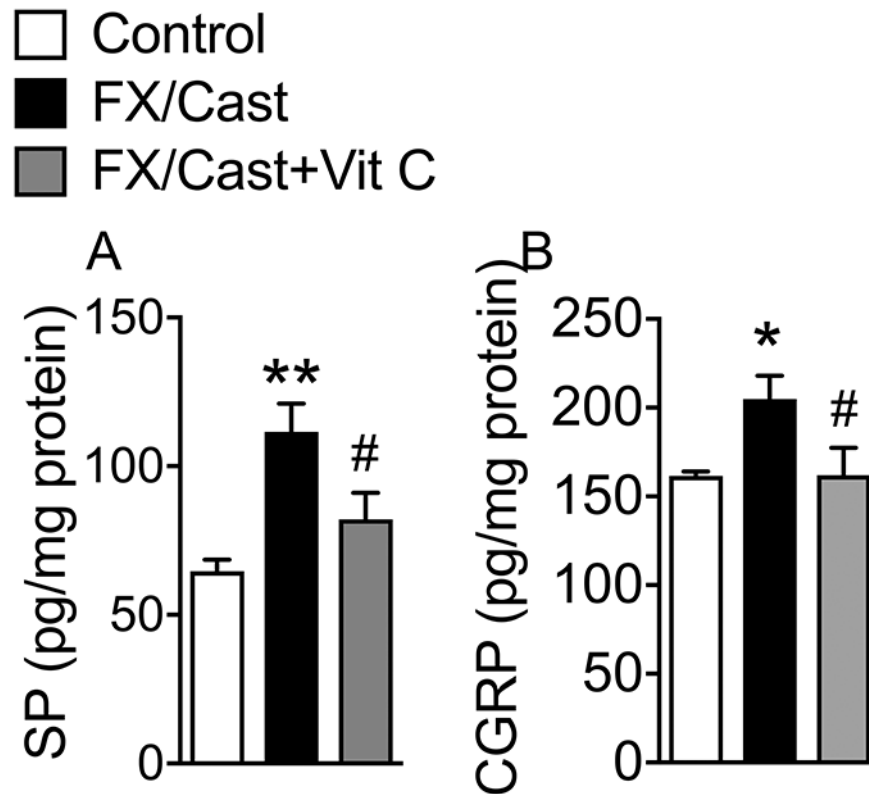 Control
FX/Cast
FX/Cast+Vit C
A
SP (pg/mg protein)
150
100
50
0
**
#
B
CGRP (pg/mg protein)
250
200
150
100
50
0
*
#